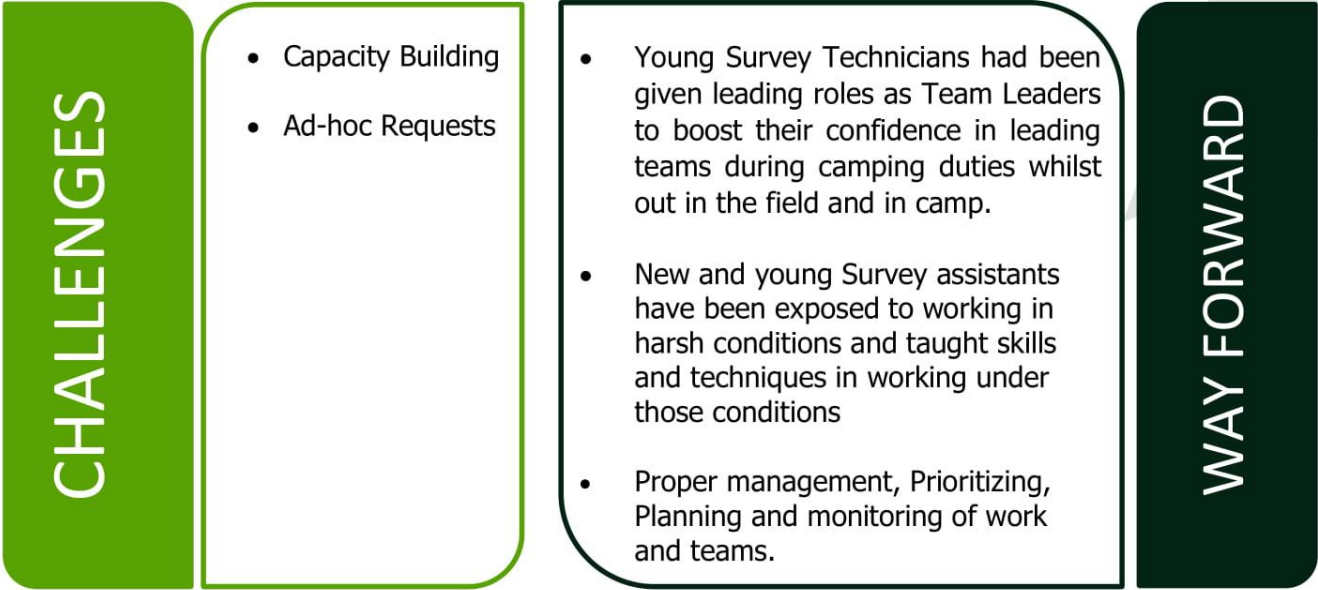 CHALLENGES
• Capacity Building
• Ad-hoc Requests
• Young Survey Technicians had been
given leading roles as Team Leaders
to boost their confidence in leading
teams during camping duties whilst
out in the field and in camp.
• New and young Survey assistants
have been exposed to working in
harsh conditions and taught skills
and techniques in working under
those conditions
• Proper management, Prioritizing,
Planning and monitoring of work
and teams.
WAY FORWARD